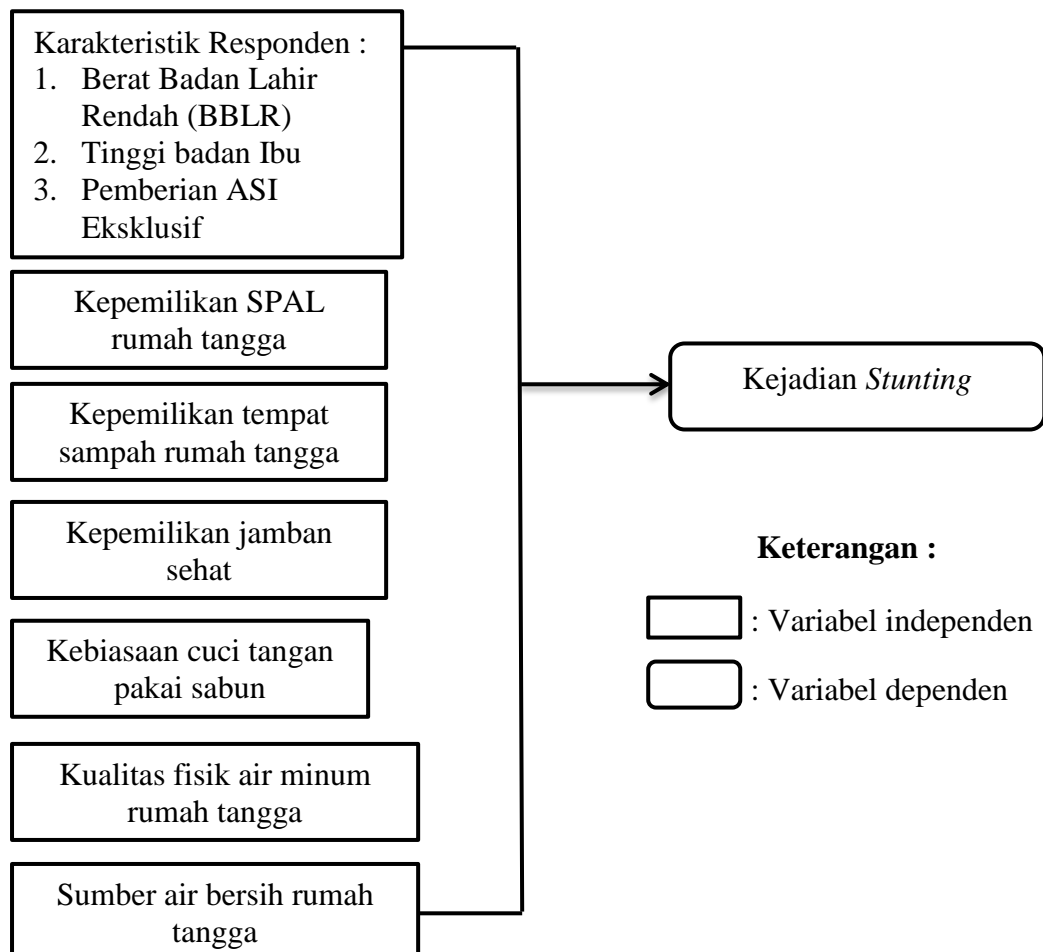 Karakteristik Responden :
1. Berat Badan Lahir
Rendah (BBLR)
2. Tinggi badan Ibu
3. Pemberian ASI
Eksklusif
Kepemilikan SPAL
rumah tangga
Kepemilikan tempat
sampah rumah tangga
Kepemilikan jamban
sehat
Kebiasaan cuci tangan
pakai sabun
Kualitas fisik air minum
rumah tangga
Sumber air bersih rumah
tangga
Kejadian Stunting
Keterangan :
: Variabel independen
: Variabel dependen